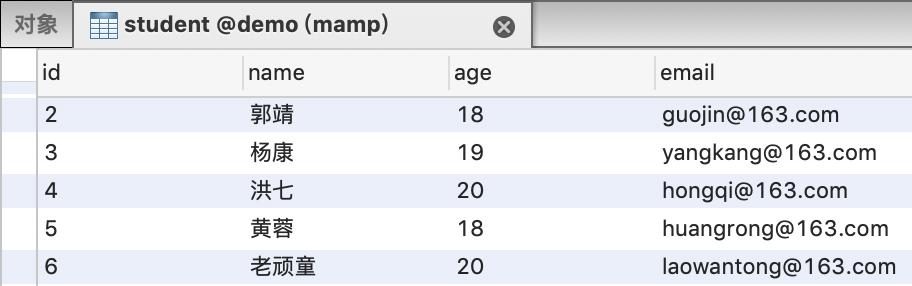 对象 student @demo (mamp)
id name age email
2 郭靖 18 guojin@163.com
3 杨康 19 yangkang@163.com
4 洪七 20 hongqi@163.com
5 黄蓉 18 huangrong@163.com
6 老顽童 20 laowantong@163.com